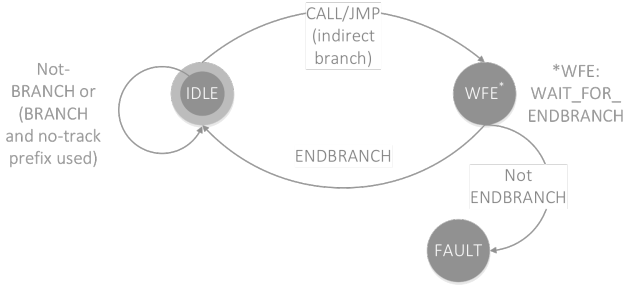 CALL/JMP
(indirect
branch)
Not-
BRANCH or
(BRANCH
and no-track
prefix used)
IDLE
WFE*
*WFE:
WAIT_FOR_
ENDBRANCH
ENDBRANCH
Not
ENDBRANCH
FAULT